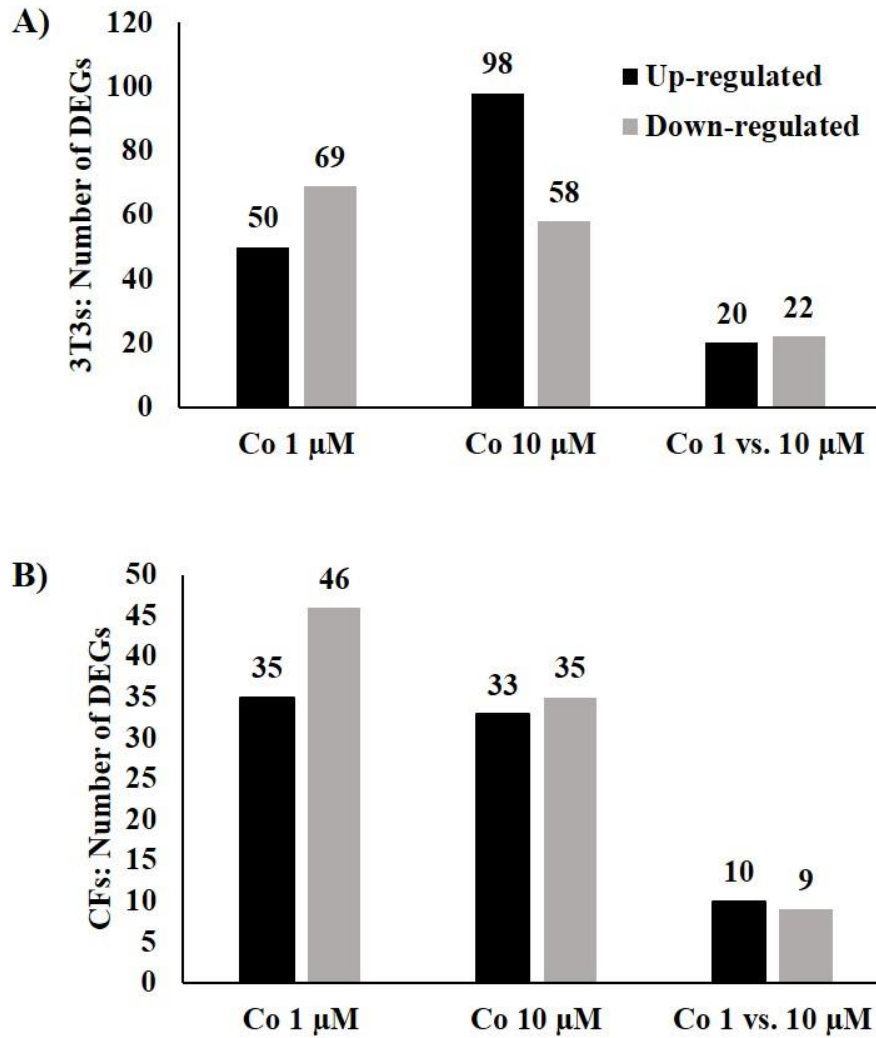 A)
3T3s: Number of DEGs
120
100
80
60
40
20
0
Up-regulated
Down-regulated
50
69
98
58
20
22
Co 1 μM
Co 10 μM
Co 1 vs. 10 μM
B)
CFs: Number of DEGs
50
45
40
35
30
25
20
15
10
5
0
35
46
33
35
10
9
Co 1 μM
Co 10 μM
Co 1 vs. 10 μM